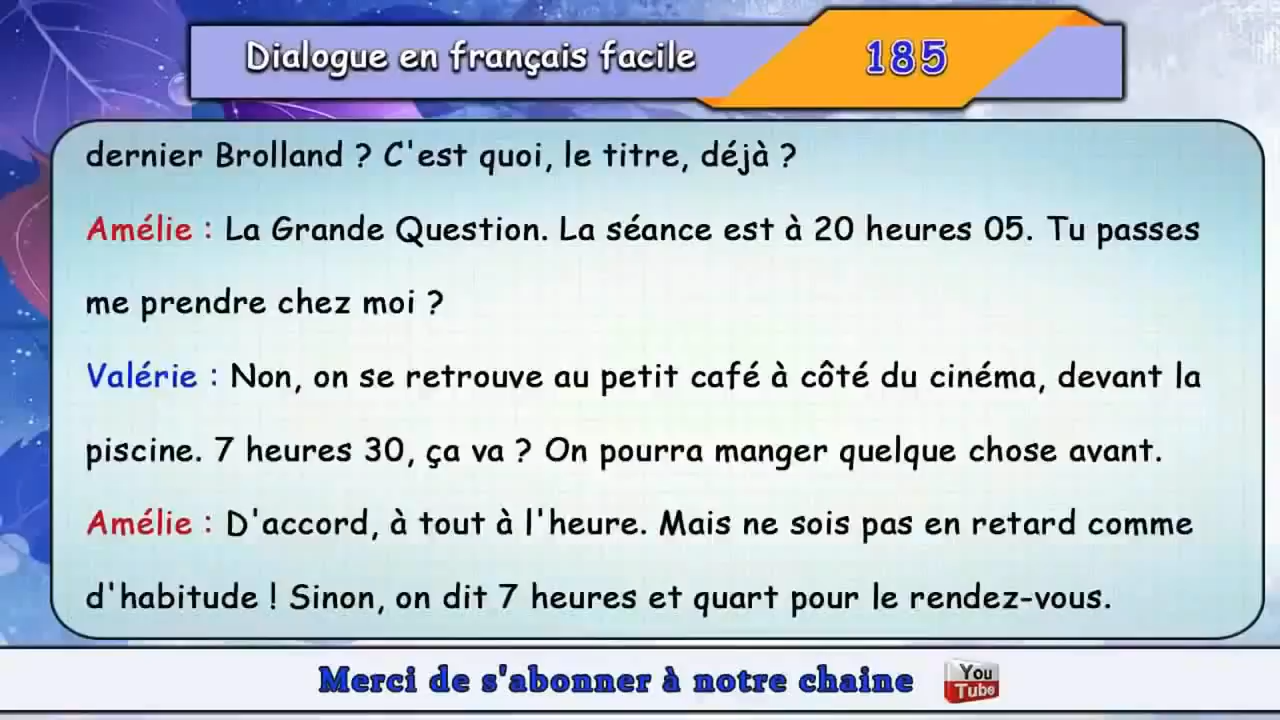 Dialogue en français facile 185
dernier Brolland ? C'est quoi, le titre, déjà ?
Amélie : La Grande Question. La séance est à 20 heures 05. Tu passes
me prendre chez moi ?
Valérie : Non, on se retrouve au petit café à côté du cinéma, devant la
piscine. 7 heures 30, ça va ? On pourra manger quelque chose avant.
Amélie : D'accord, à tout à l'heure. Mais ne sois pas en retard comme
d'habitude ! Sinon, on dit 7 heures et quart pour le rendez-vous.
Merci de s'abonner à notre chaine You Tube